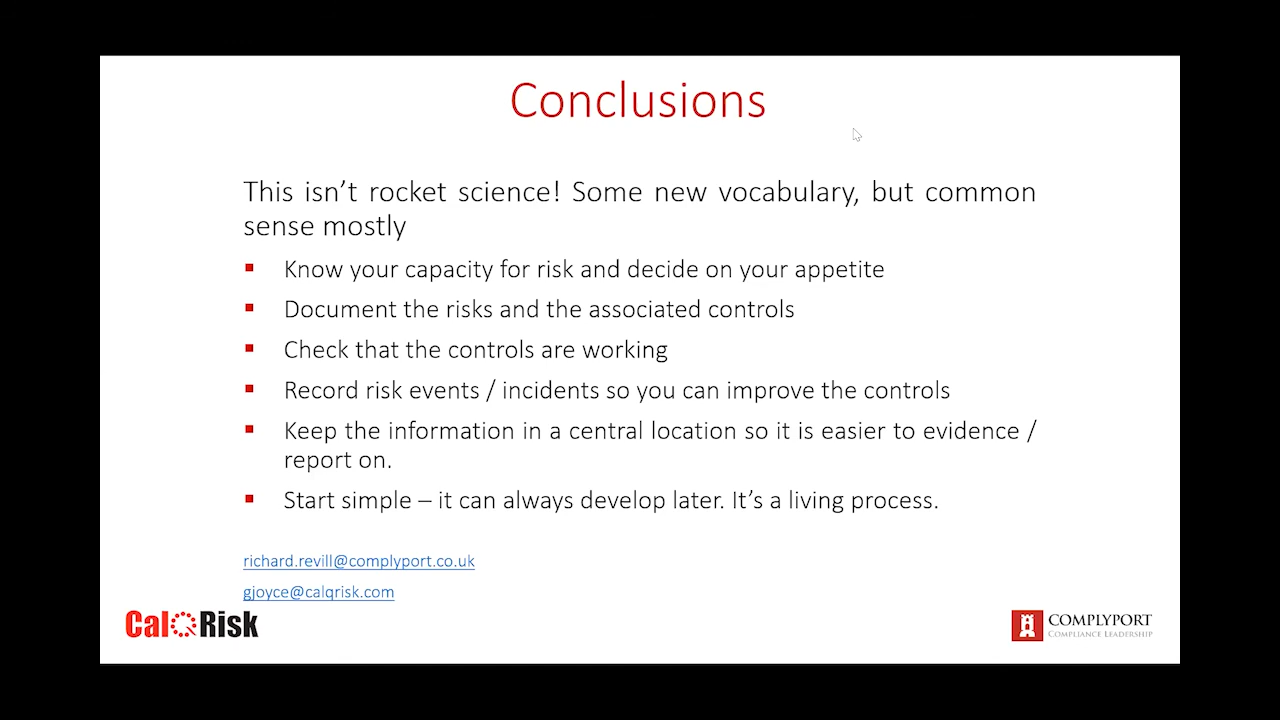 Conclusions
This isn’t rocket science! Some new vocabulary, but common
sense mostly
▪ Know your capacity for risk and decide on your appetite
▪ Document the risks and the associated controls
▪ Check that the controls are working
▪ Record risk events / incidents so you can improve the controls
▪ Keep the information in a central location so it is easier to evidence /
report on.
▪ Start simple – it can always develop later. It’s a living process.
richard.revill@complyport.co.uk
gjoyce@calqrisk.com
CalQRisk
COMPLYPORT
COMPLIANCE LEADERSHIP